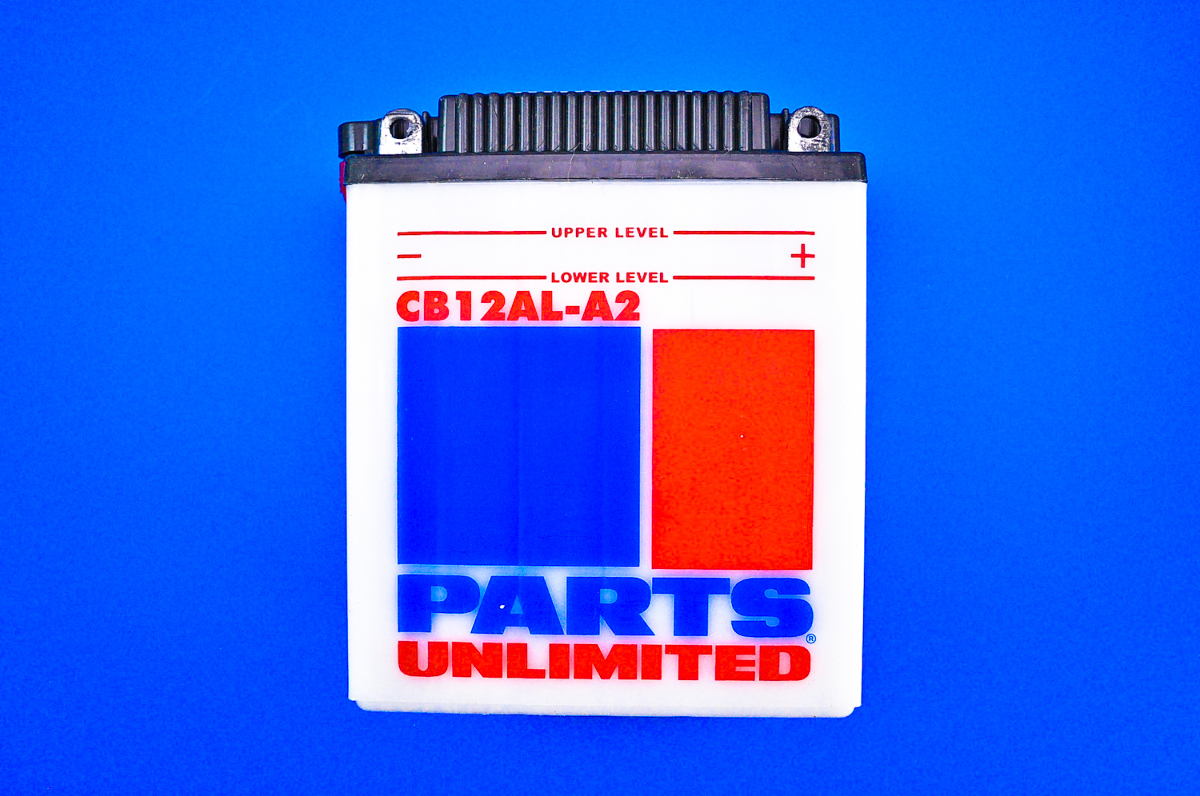 UPPER LEVEL
− +
LOWER LEVEL
CB12AL-A2
PARTS
UNLIMITED®